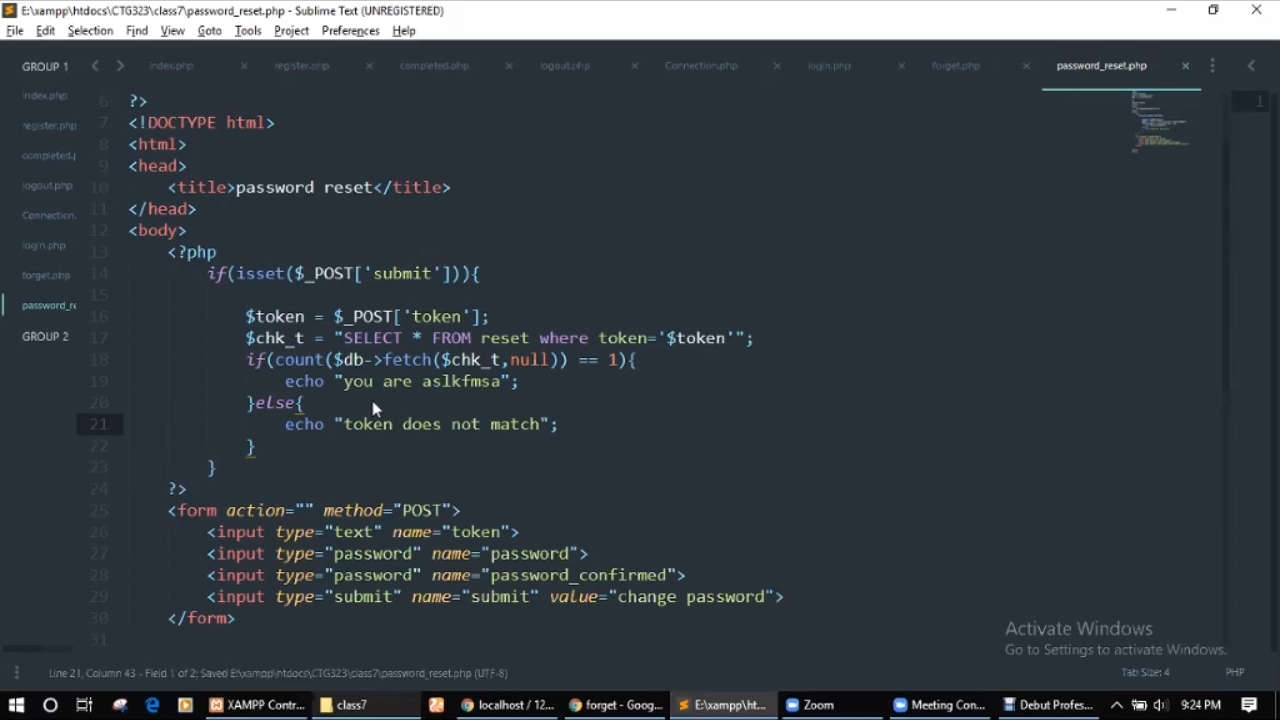 E:\xampp\htdocs\CTG323\class7\password_reset.php - Sublime Text (UNREGISTERED)
File Edit Selection Find View Goto Tools Project Preferences Help
GROUP 1 index.php register.php completed.php logout.php Connection.php login.php forget.php password_reset.php
index.php
register.php
completed.p
logout.php
Connection.
login.php
forget.php
password_re
GROUP 2
6 ?>
7 <!DOCTYPE html>
8 <html>
9 <head>
10 <title>password reset</title>
11 </head>
12 <body>
13 <?php
14 if(isset($_POST['submit'])){
15
16 $token = $_POST['token'];
17 $chk_t = "SELECT * FROM reset where token='$token'";
18 if(count($db->fetch($chk_t,null)) == 1){
19 echo "you are aslkfmsa";
20 }else{
21 echo "token does not match";
22 }
23 }
24 ?>
25 <form action="" method="POST">
26 <input type="text" name="token">
27 <input type="password" name="password">
28 <input type="password" name="password_confirmed">
29 <input type="submit" name="submit" value="change password">
30 </form>
31
1
Activate Windows
Go to Settings to activate Windows.
Line 21, Column 43 - Field 1 of 2; Saved E:\xampp\htdocs\CTG323\class7\password_reset.php (UTF-8) Tab Size: 4 PHP
XAMPP Contr... class7 localhost / 12... forget - Goog... E:\xampp\ht... Zoom Meeting Con... Debut Profes... 9:24 PM